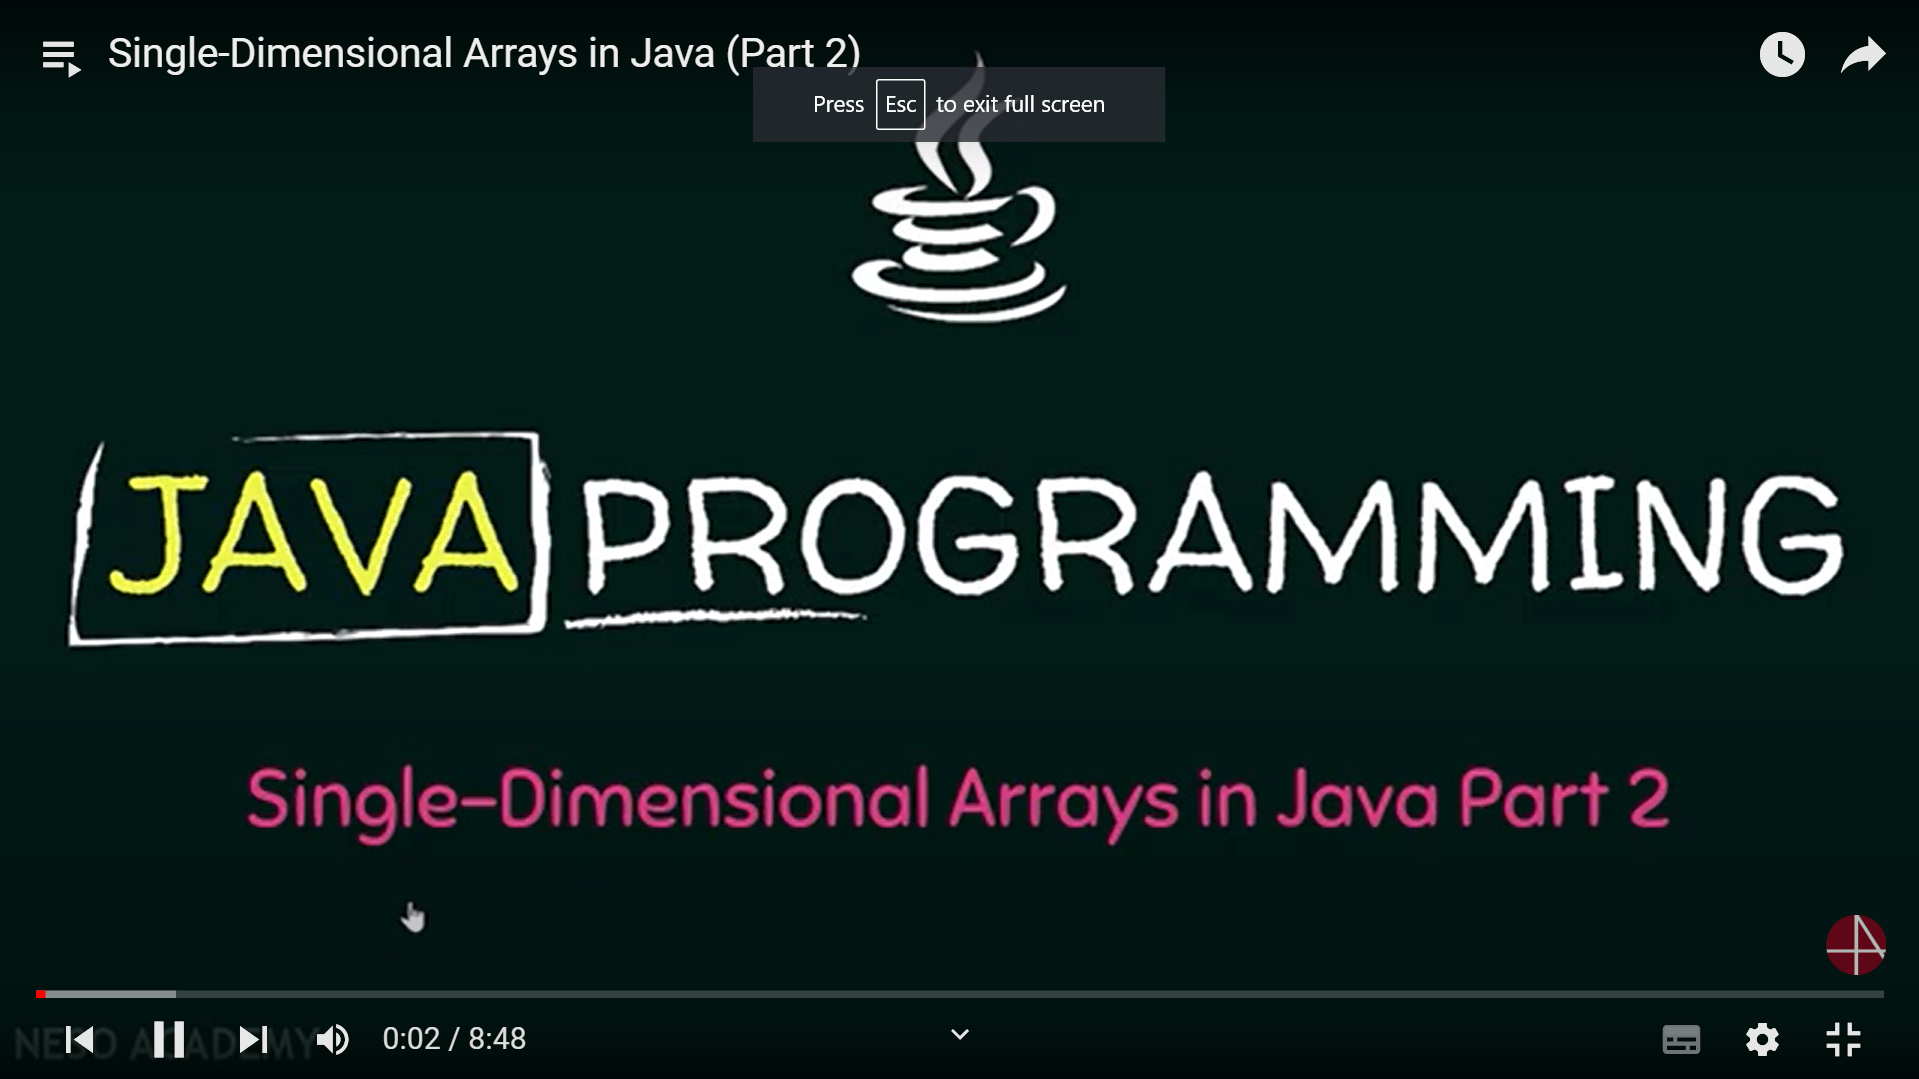 Single-Dimensional Arrays in Java (Part 2)
Press Esc to exit full screen
JAVA PROGRAMMING
Single-Dimensional Arrays in Java Part 2
NESO ACADEMY
0:02 / 8:48